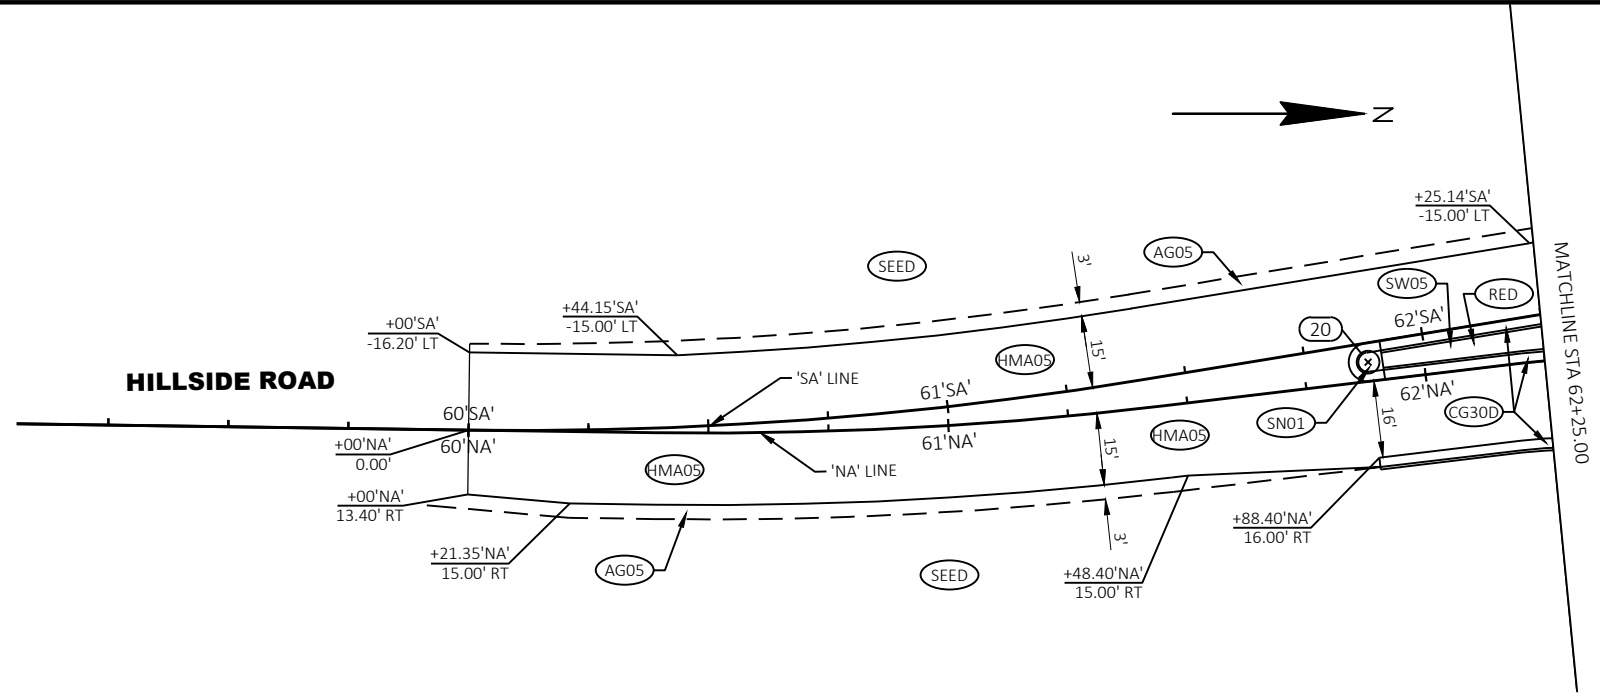 N
+25.14'SA'
-15.00' LT
SEED
3'
AG05
MATCHLINE STA 62+25.00
SW05
RED
+44.15'SA'
-15.00' LT
+00'SA'
-16.20' LT
62'SA'
20
HMA05
15'
HILLSIDE ROAD
'SA' LINE
61'SA'
62'NA'
60'SA'
60'NA'
CG30D
SN01
16'
+00'NA'
0.00'
61'NA'
15'
HMA05
HMA05
'NA' LINE
+00'NA'
13.40' RT
+88.40'NA'
16.00' RT
3'
+21.35'NA'
15.00' RT
AG05
SEED
+48.40'NA'
15.00' RT